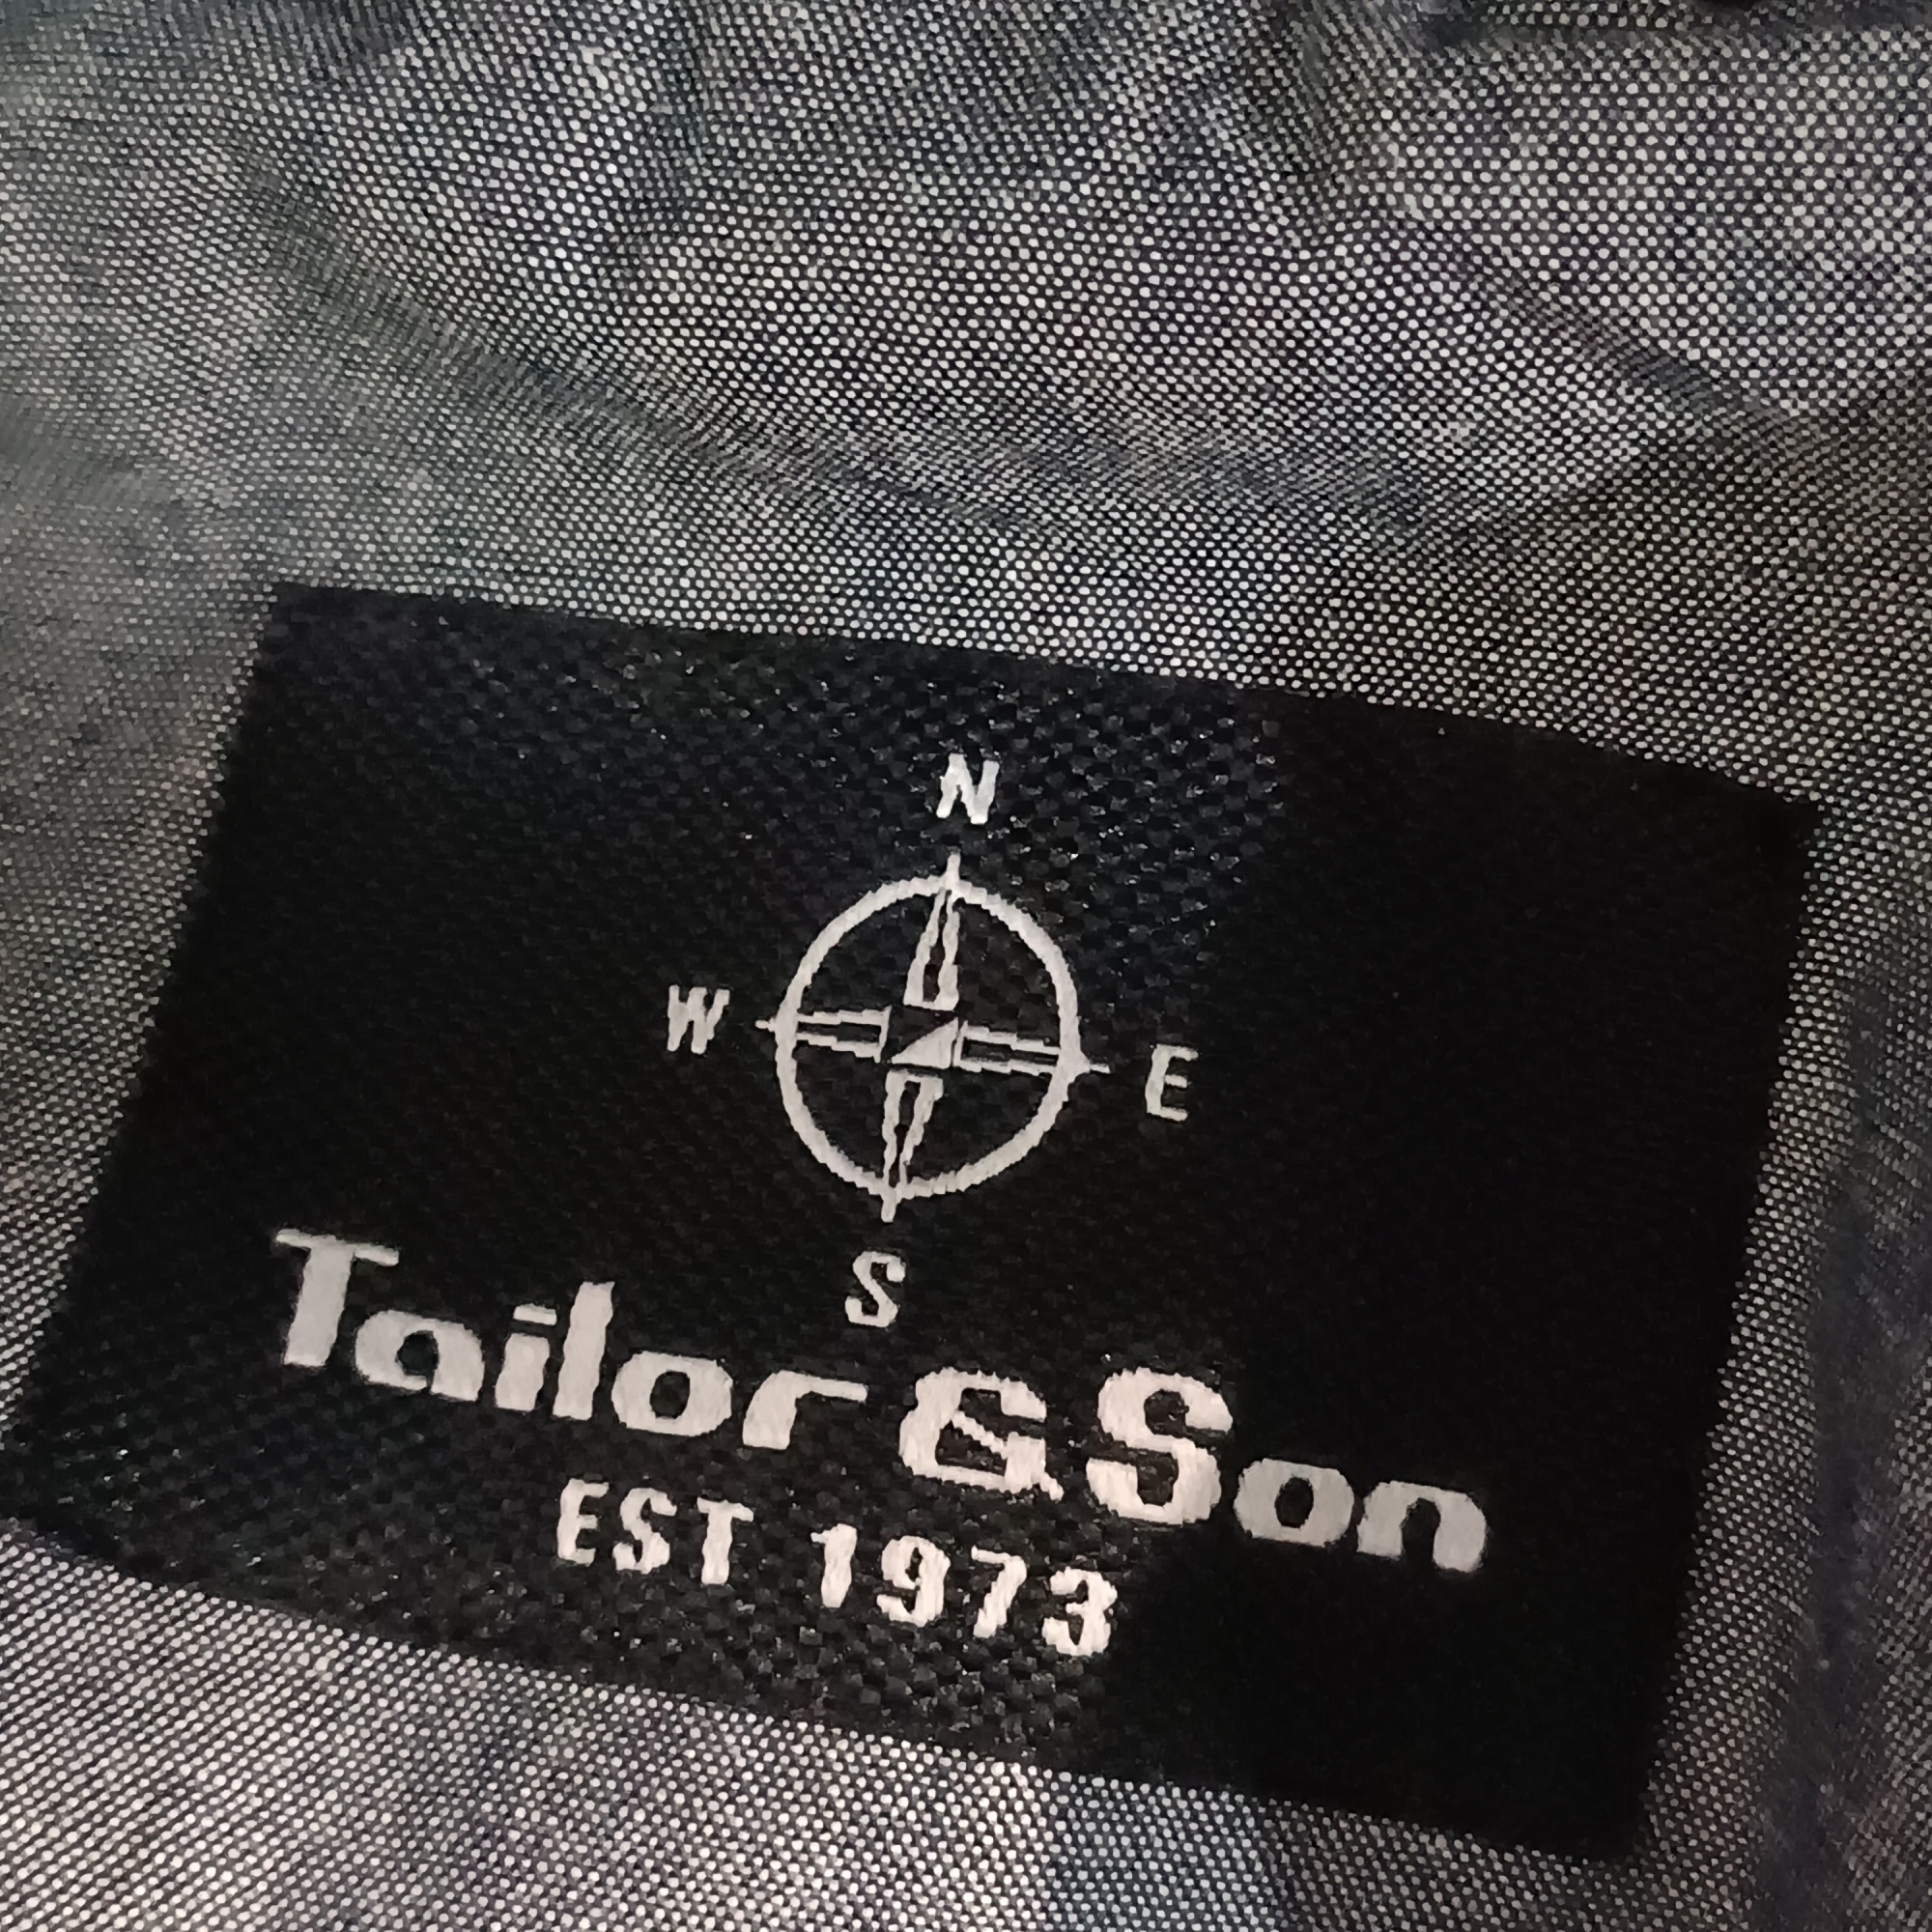 N
W E
S
Tailor & Son
EST 1973